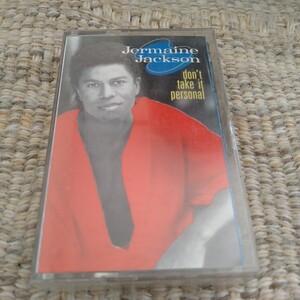 Jermaine
Jackson
don't
take it
personal